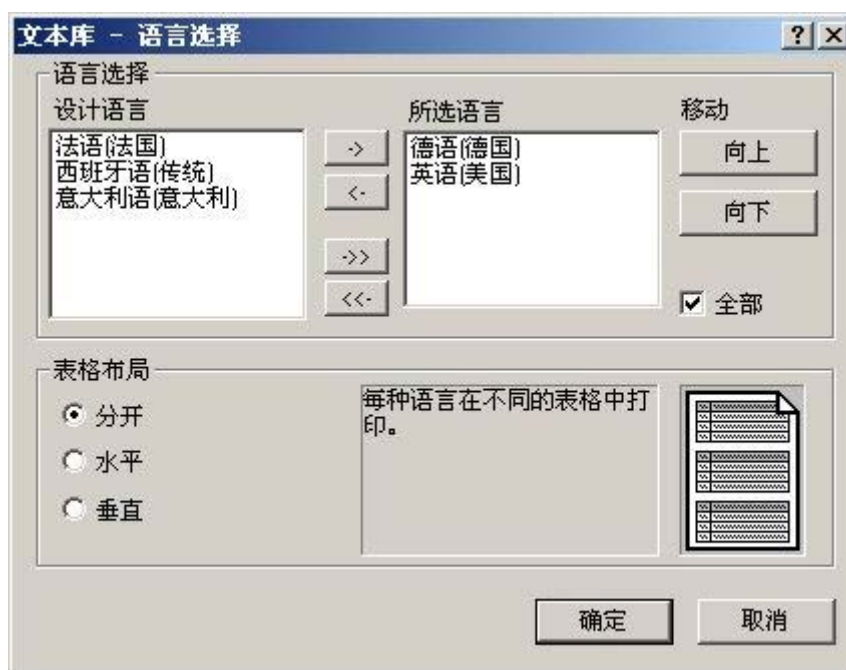 文本库 - 语言选择
语言选择
设计语言
所选语言
移动
法语(法国)
西班牙语(传统)
意大利语(意大利)
->
<-
->>
<<-
德语(德国)
英语(美国)
向上
向下
全部
表格布局
分开
水平
垂直
每种语言在不同的表格中打
印。
确定
取消